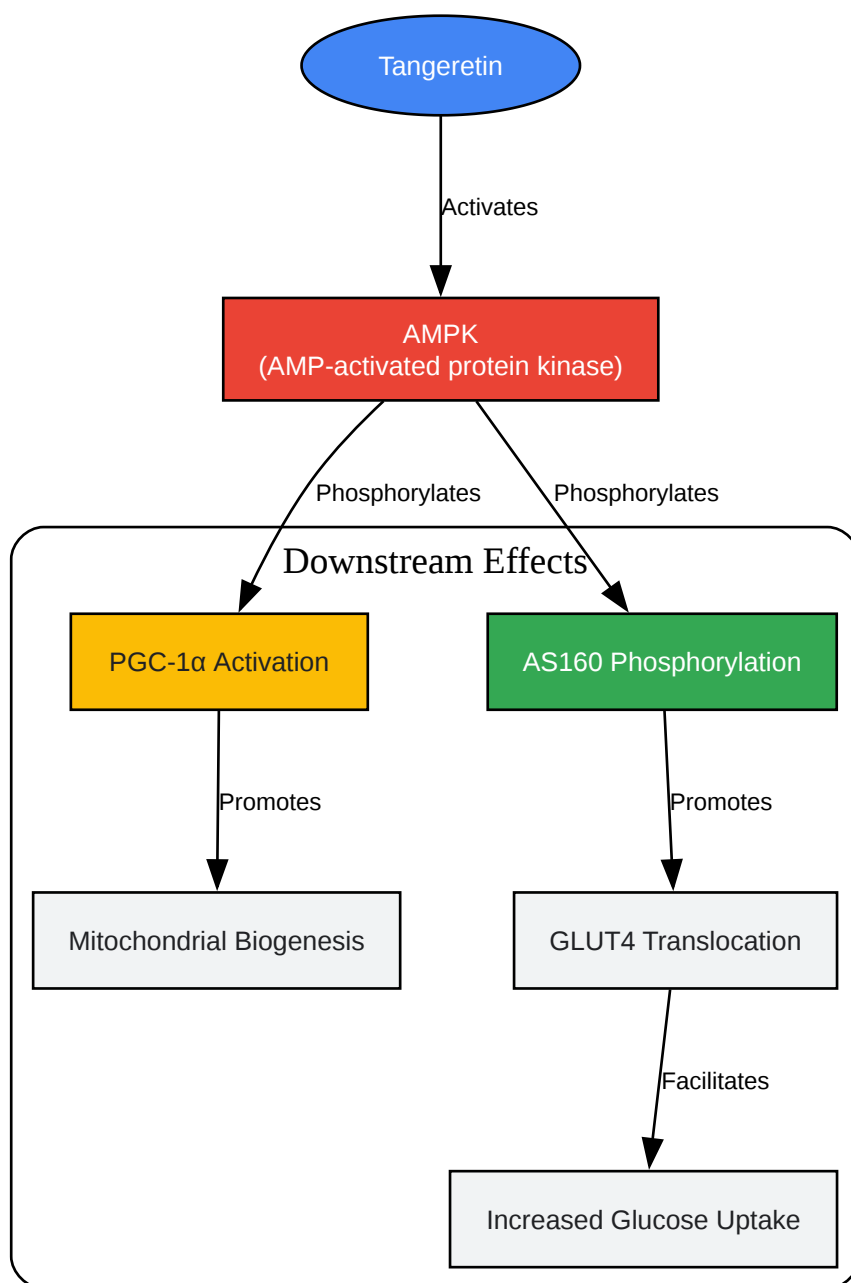 Tangeretin
Activates
AMPK
(AMP-activated protein kinase)
Phosphorylates
Phosphorylates
Downstream Effects
PGC-1α Activation
AS160 Phosphorylation
Promotes
Promotes
Mitochondrial Biogenesis
GLUT4 Translocation
Facilitates
Increased Glucose Uptake